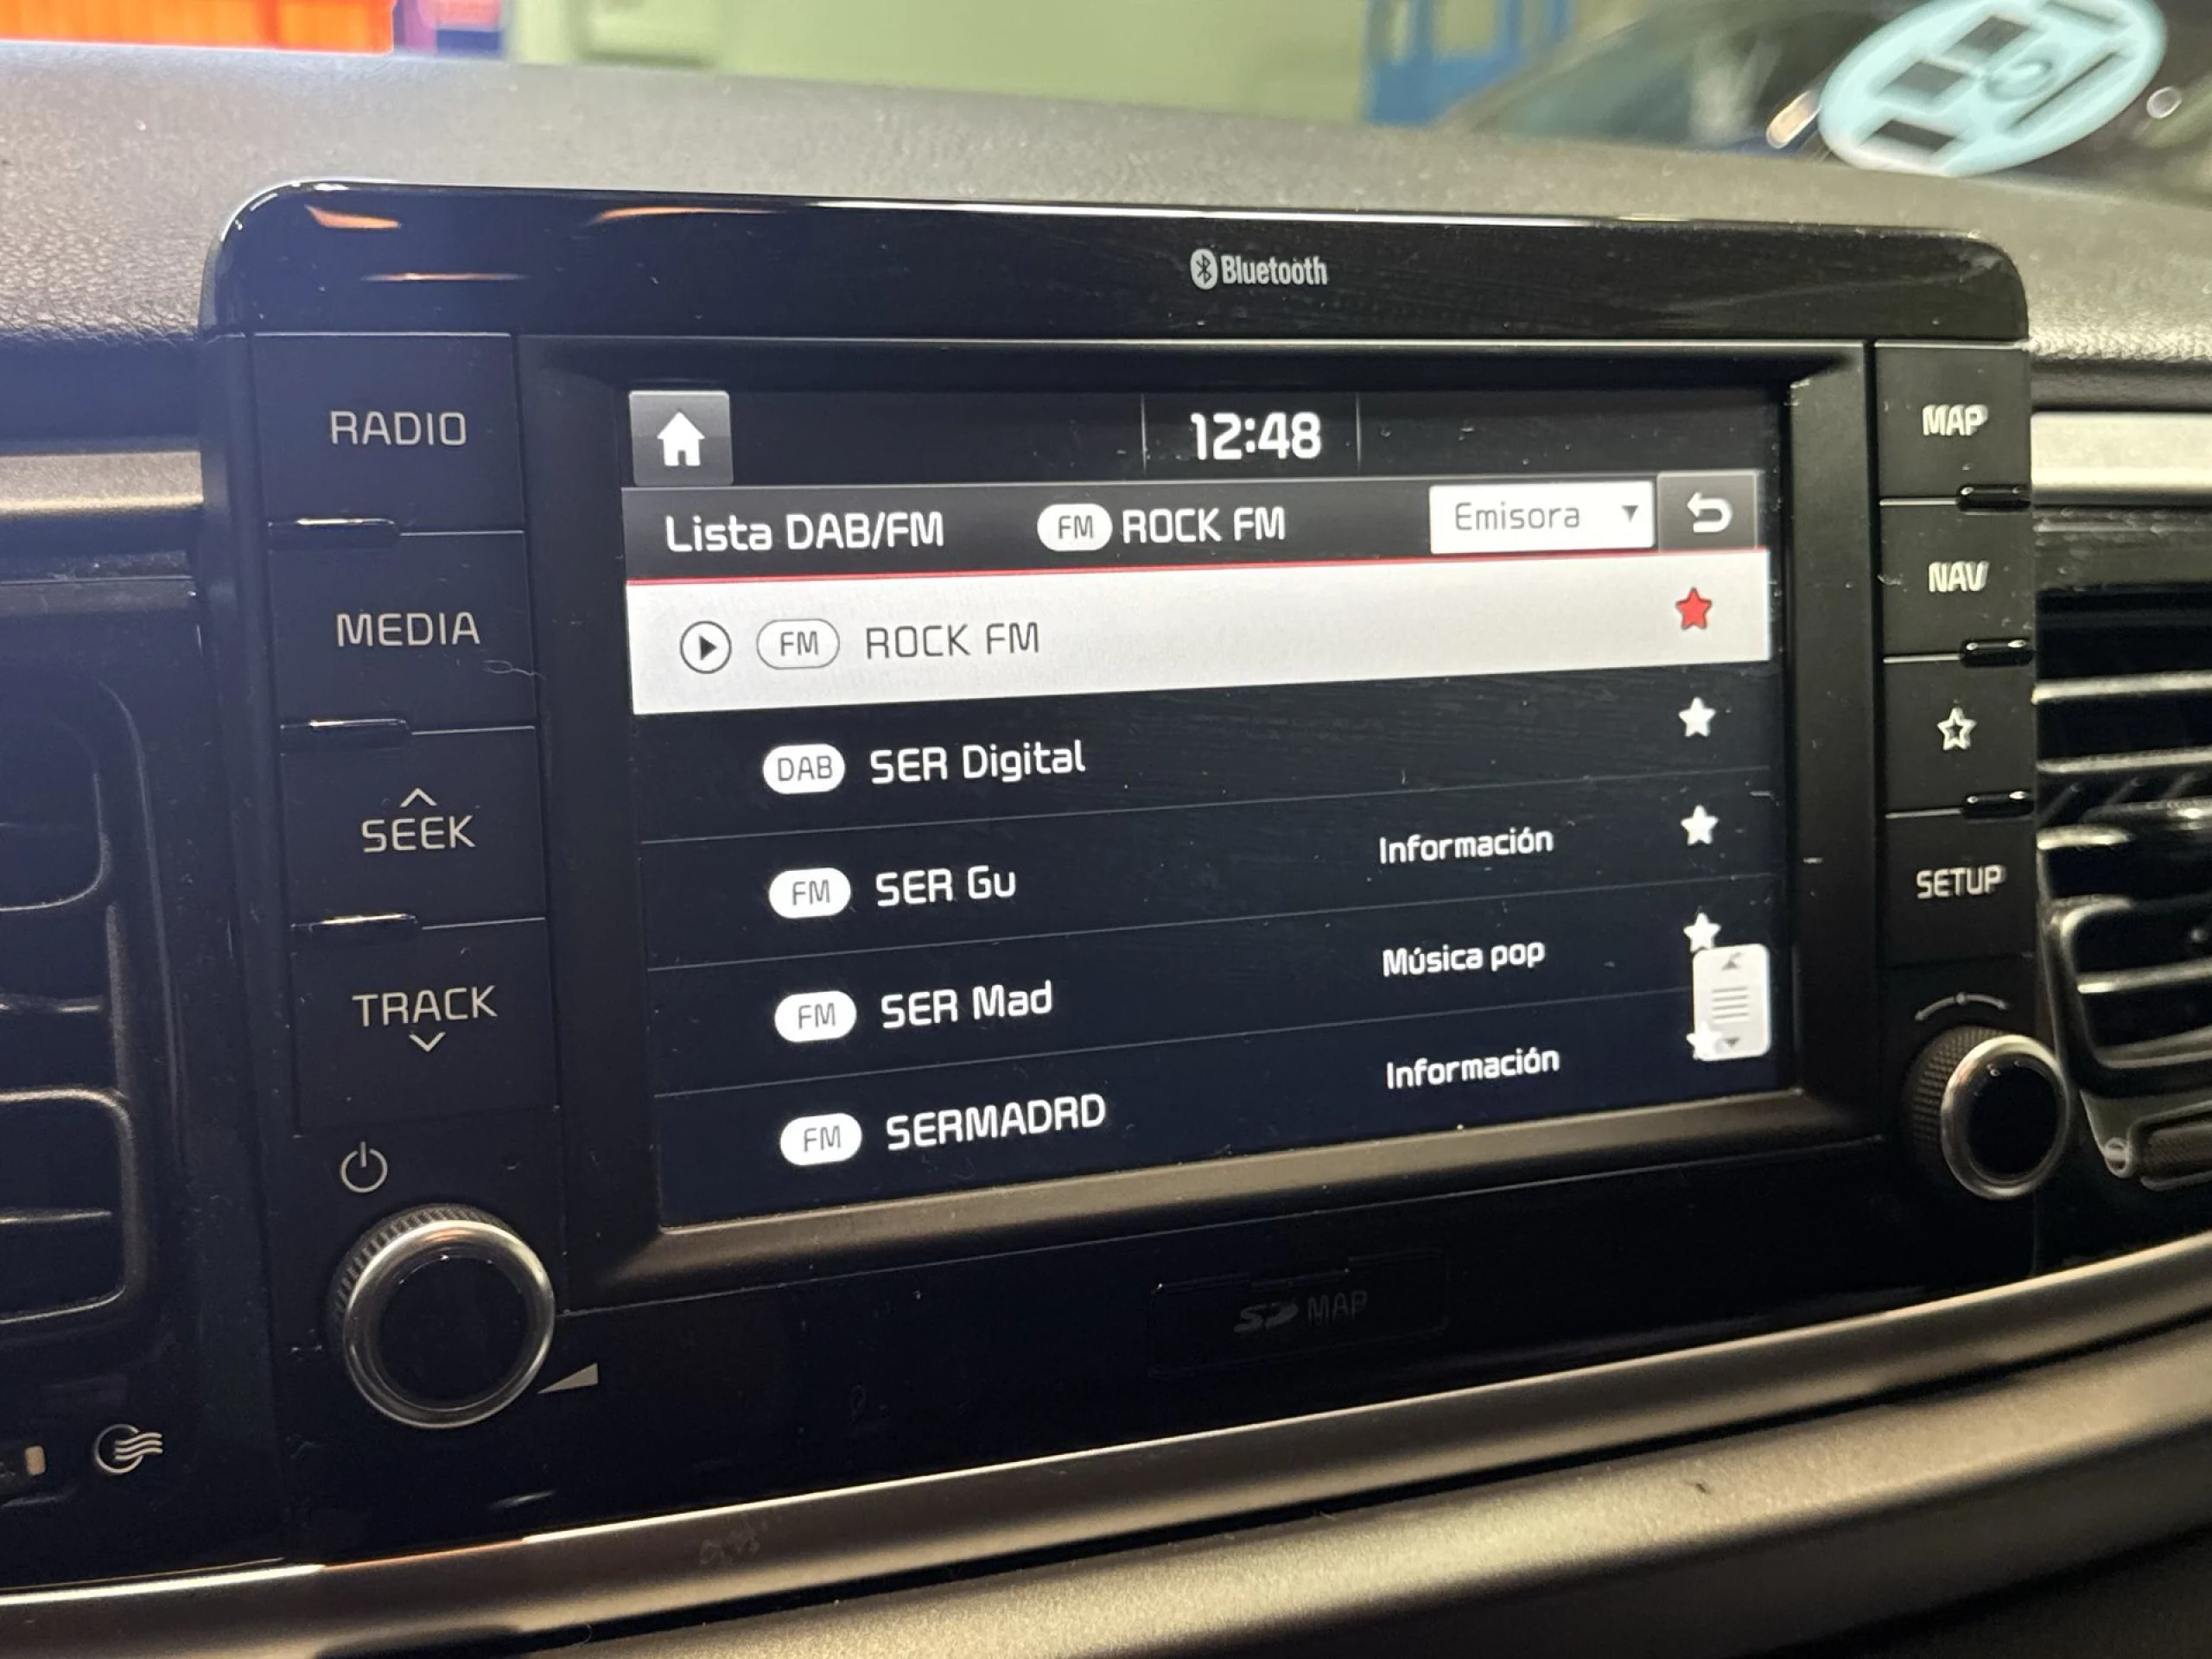 Bluetooth
RADIO
MEDIA
SEEK
TRACK
12:48
Lista DAB/FM FM ROCK FM Emisora
FM ROCK FM
DAB SER Digital
FM SER Gu Información
FM SER Mad Música pop
FM SERMADRD Información
MAP
NAV
SETUP
SD MAP